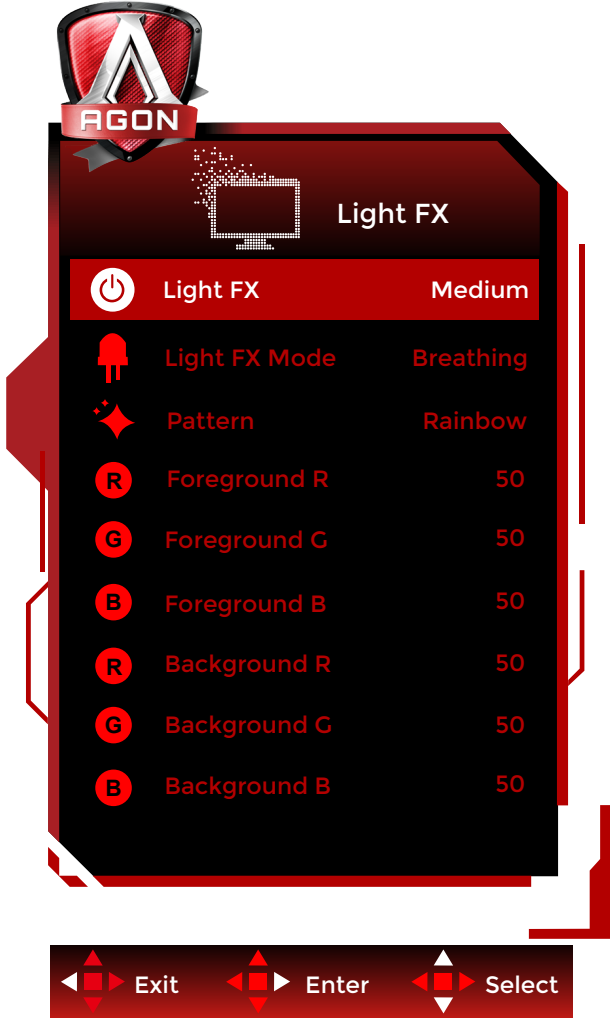 AGON
Light FX
Light FX Medium
Light FX Mode Breathing
Pattern Rainbow
R Foreground R 50
G Foreground G 50
B Foreground B 50
R Background R 50
G Background G 50
B Background B 50
Exit Enter Select